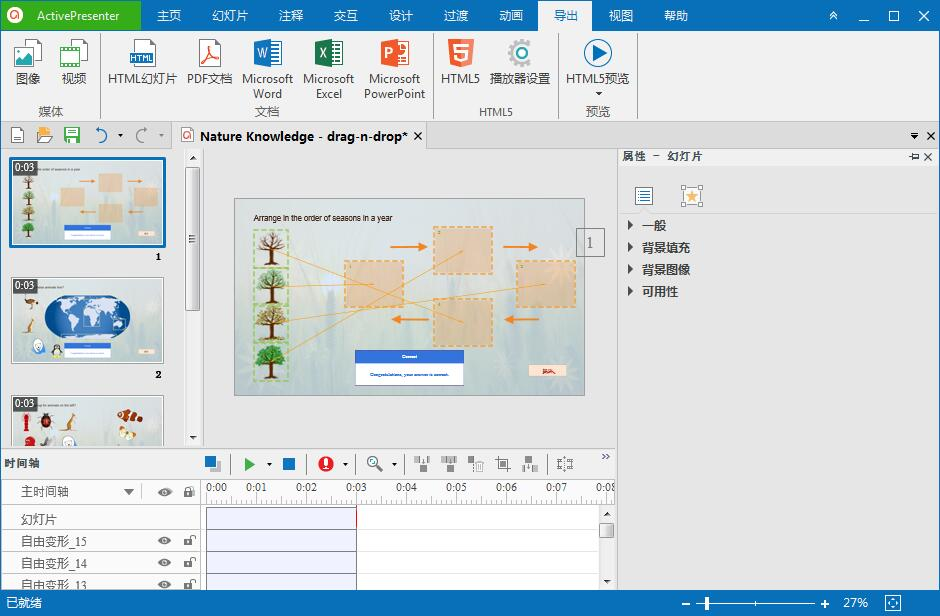 ActivePresenter
主页 幻灯片 注释 交互 设计 过渡 动画 导出 视图 帮助
图像 视频 HTML幻灯片 PDF文档 Microsoft Word Microsoft Excel Microsoft PowerPoint HTML5 播放器设置 HTML5预览
媒体 文档 HTML5 预览
Nature Knowledge - drag-n-drop*
属性 - 幻灯片
0:03
1
0:03
2
0:03
Arrange in the order of seasons in a year
1
Correct
Congratulations, your answer is correct.
一般
背景填充
背景图像
可用性
时间轴
主时间轴
0:00 0:01 0:02 0:03 0:04 0:05 0:06 0:07 0:08
幻灯片
自由变形_15
自由变形_14
自由变形_13
已就绪
27%